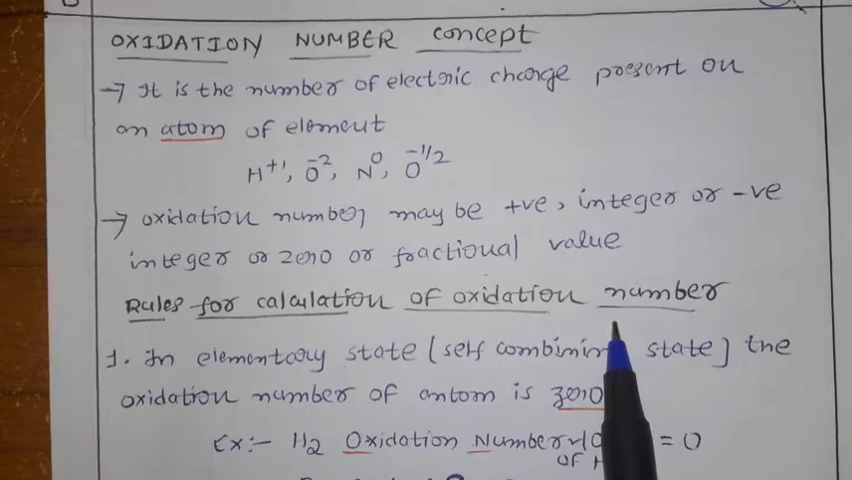 OXIDATION NUMBER concept
→ It is the number of electric charge present on
an atom of element
H⁺¹, O⁻², N⁰, O⁻¹/²
→ oxidation number may be +ve, integer or -ve
integer or zero or fractional value
Rules for calculation of oxidation number
1. In elementary state (self combining state] the
oxidation number of antom is zero
Ex:- H2 Oxidation Number = 0
OF H